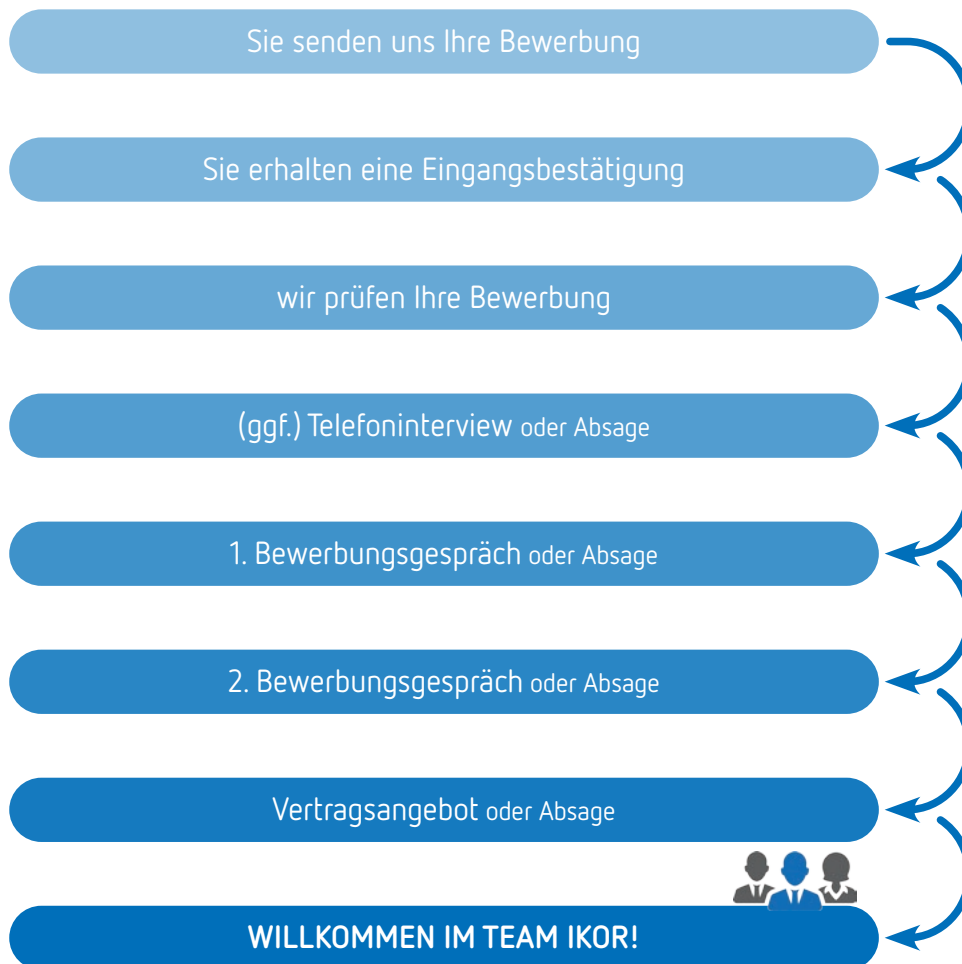 Sie senden uns Ihre Bewerbung
Sie erhalten eine Eingangsbestätigung
wir prüfen Ihre Bewerbung
(ggf.) Telefoninterview oder Absage
1. Bewerbungsgespräch oder Absage
2. Bewerbungsgespräch oder Absage
Vertragsangebot oder Absage
WILLKOMMEN IM TEAM IKOR!